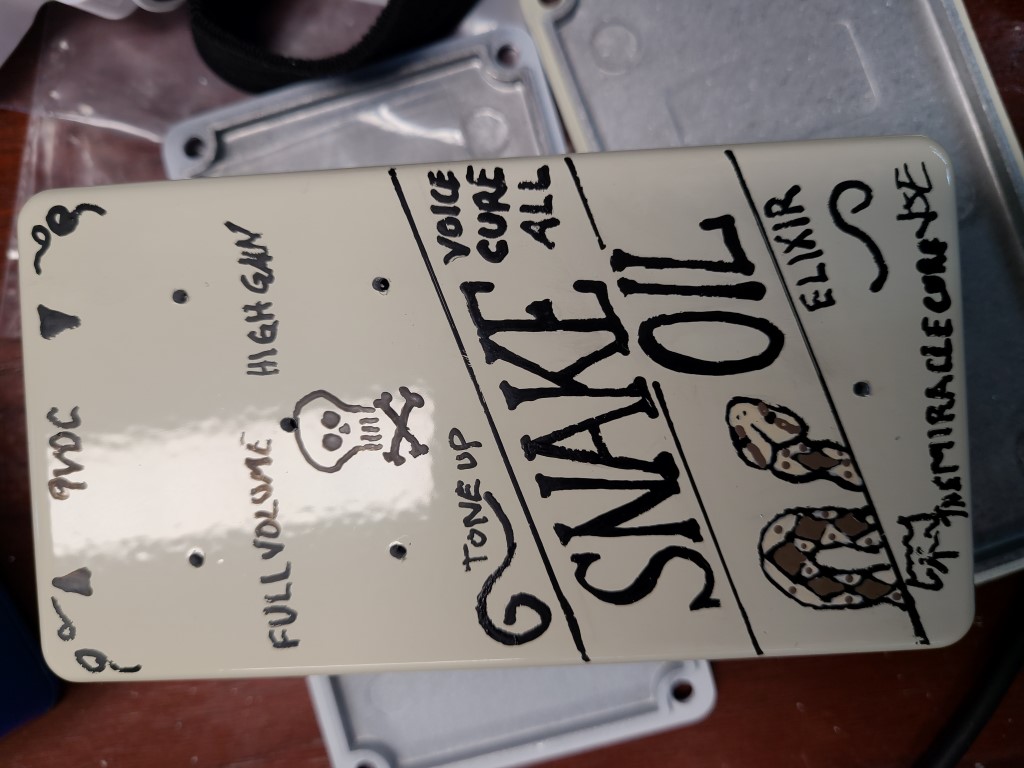 9VDC
FULL VOLUME
HIGH GAIN
TONE UP
VOICE
CURE
ALL
SNAKE
OIL
ELIXIR
THE MIRACLE CURE